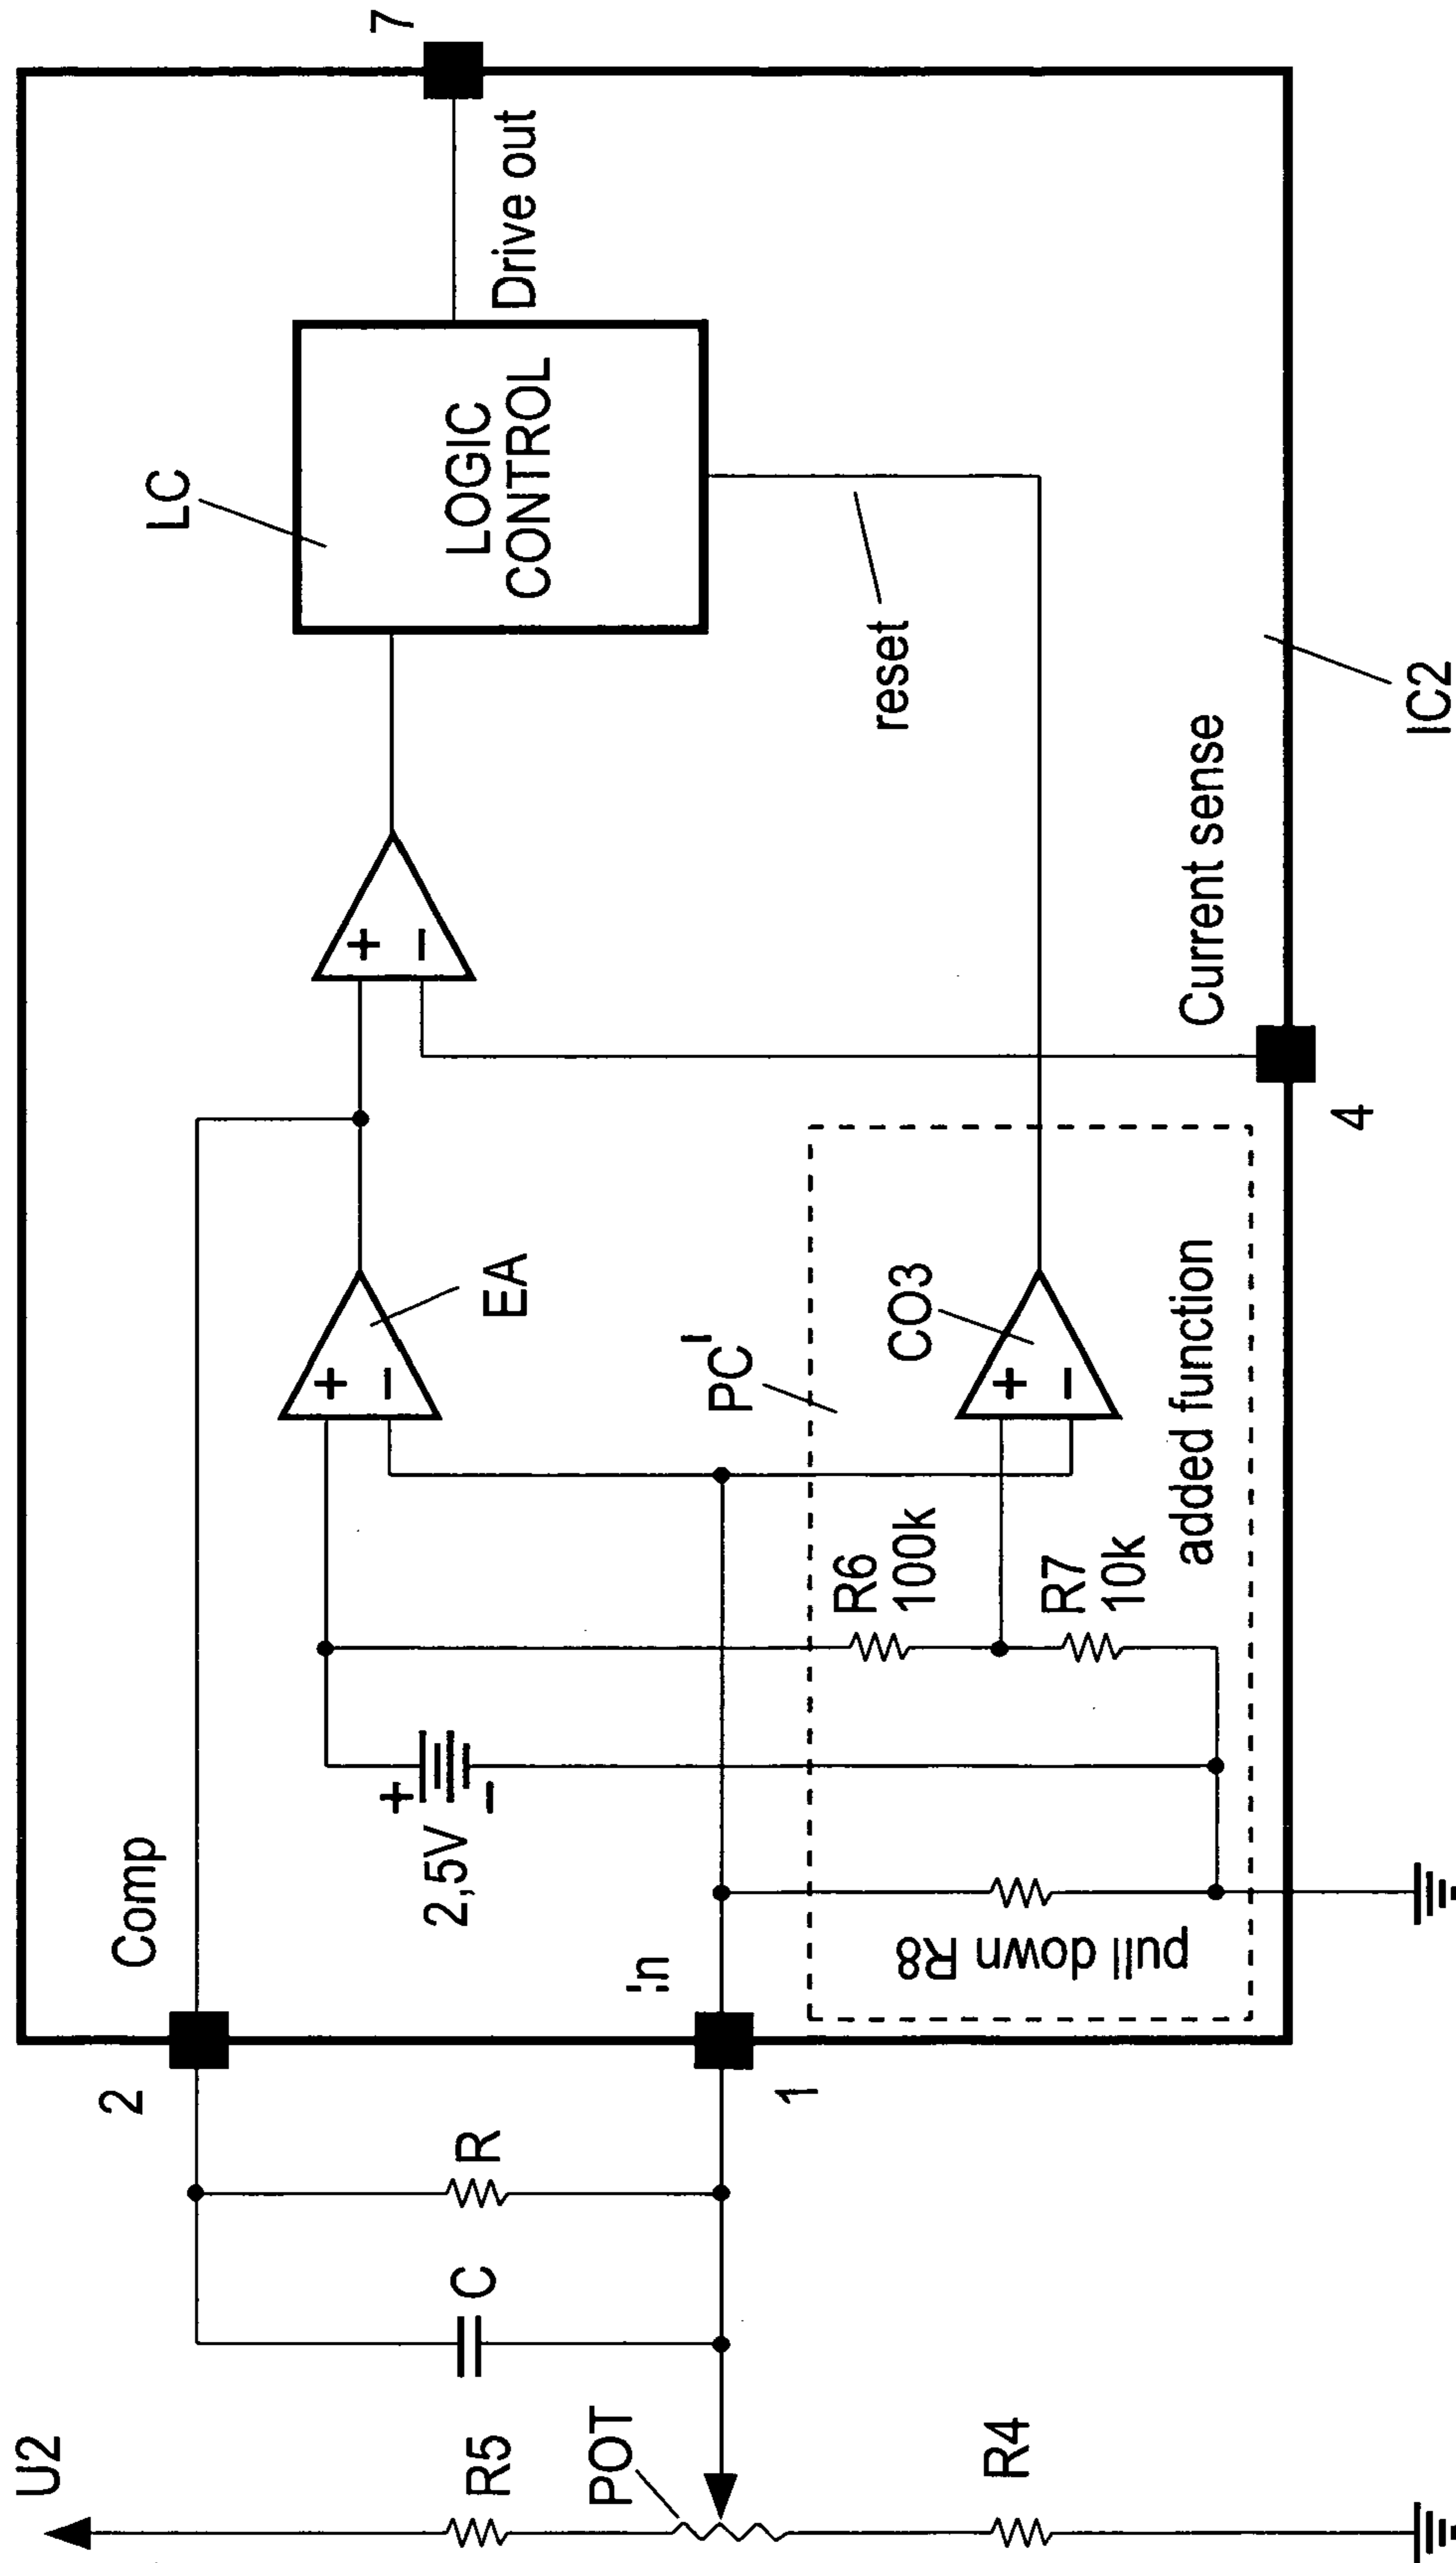 7
Drive out
LC
LOGIC
CONTROL
reset
IC2
Current sense
4
+
−
EA
+
−
PC'
CO3
+
−
added function
R6
100k
R7
10k
Comp
+
−
2,5V
pull down R8
2
1
R
C
U2
R5
POT
R4